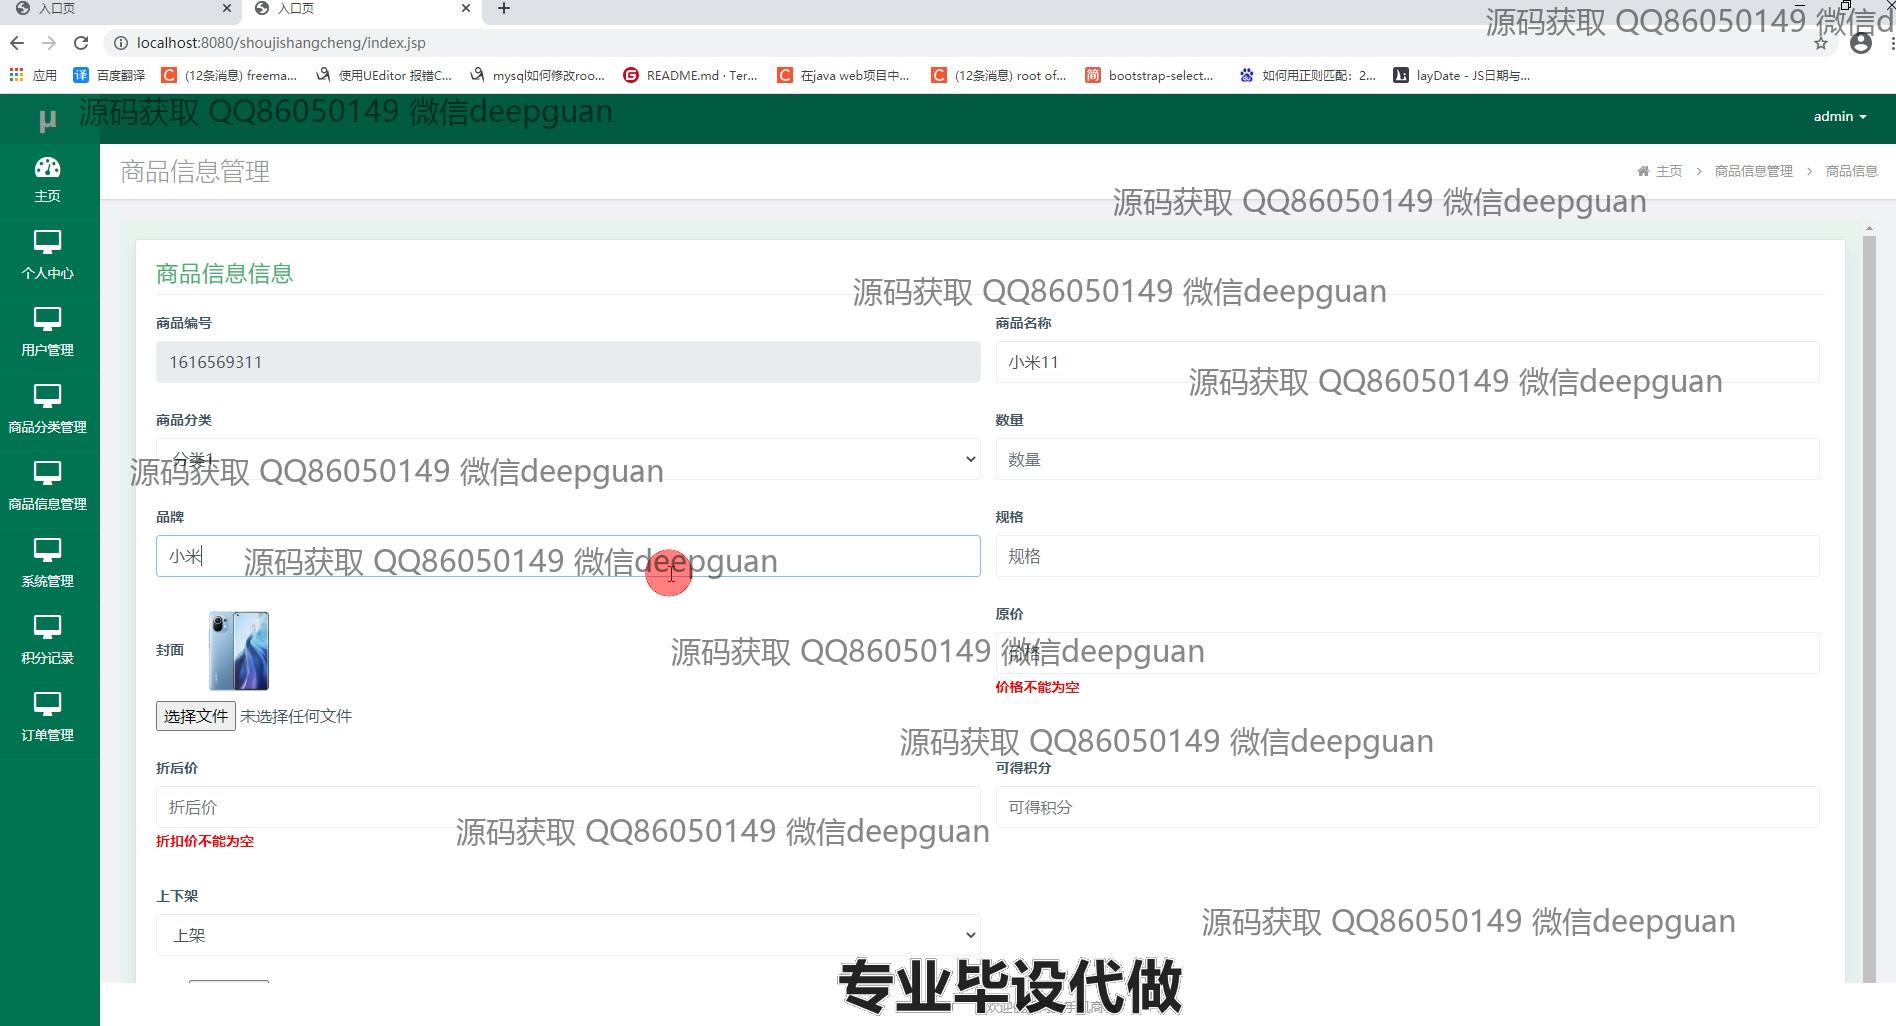 入口页
入口页
localhost:8080/shoujishangcheng/index.jsp
源码获取 QQ86050149 微信d
应用
百度翻译
(12条消息) freema...
使用UEditor 报错C...
mysql如何修改roo...
README.md · Ter...
在java web项目中...
(12条消息) root of...
bootstrap-select...
如何用正则匹配：2...
layDate - JS日期与...
μ
源码获取 QQ86050149 微信deepguan
admin
主页
个人中心
用户管理
商品分类管理
商品信息管理
系统管理
积分记录
订单管理
商品信息管理
主页 > 商品信息管理 > 商品信息
源码获取 QQ86050149 微信deepguan
商品信息信息
源码获取 QQ86050149 微信deepguan
商品编号
1616569311
商品名称
小米11
源码获取 QQ86050149 微信deepguan
商品分类
分类1
源码获取 QQ86050149 微信deepguan
数量
数量
品牌
小米
源码获取 QQ86050149 微信deepguan
规格
规格
封面
选择文件 未选择任何文件
原价
源码获取 QQ86050149 微信deepguan
价格不能为空
源码获取 QQ86050149 微信deepguan
折后价
折后价
折扣价不能为空
可得积分
可得积分
源码获取 QQ86050149 微信deepguan
上下架
上架
源码获取 QQ86050149 微信deepguan
专业毕设代做